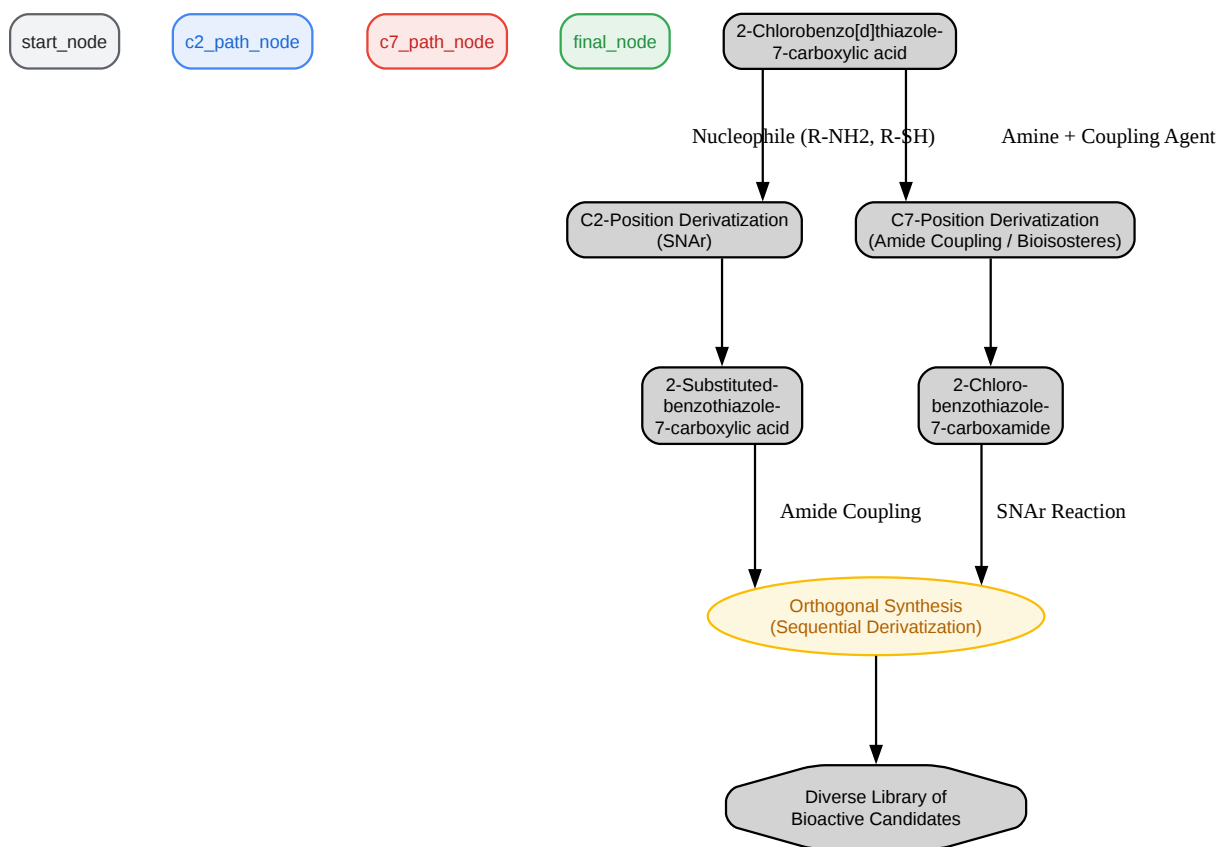 start_node
c2_path_node
c7_path_node
final_node
2-Chlorobenzo[d]thiazole-
7-carboxylic acid
Nucleophile (R-NH2, R-SH)
Amine + Coupling Agent
C2-Position Derivatization
(SNAr)
C7-Position Derivatization
(Amide Coupling / Bioisosteres)
2-Substituted-
benzothiazole-
7-carboxylic acid
2-Chloro-
benzothiazole-
7-carboxamide
Amide Coupling
SNAr Reaction
Orthogonal Synthesis
(Sequential Derivatization)
Diverse Library of
Bioactive Candidates